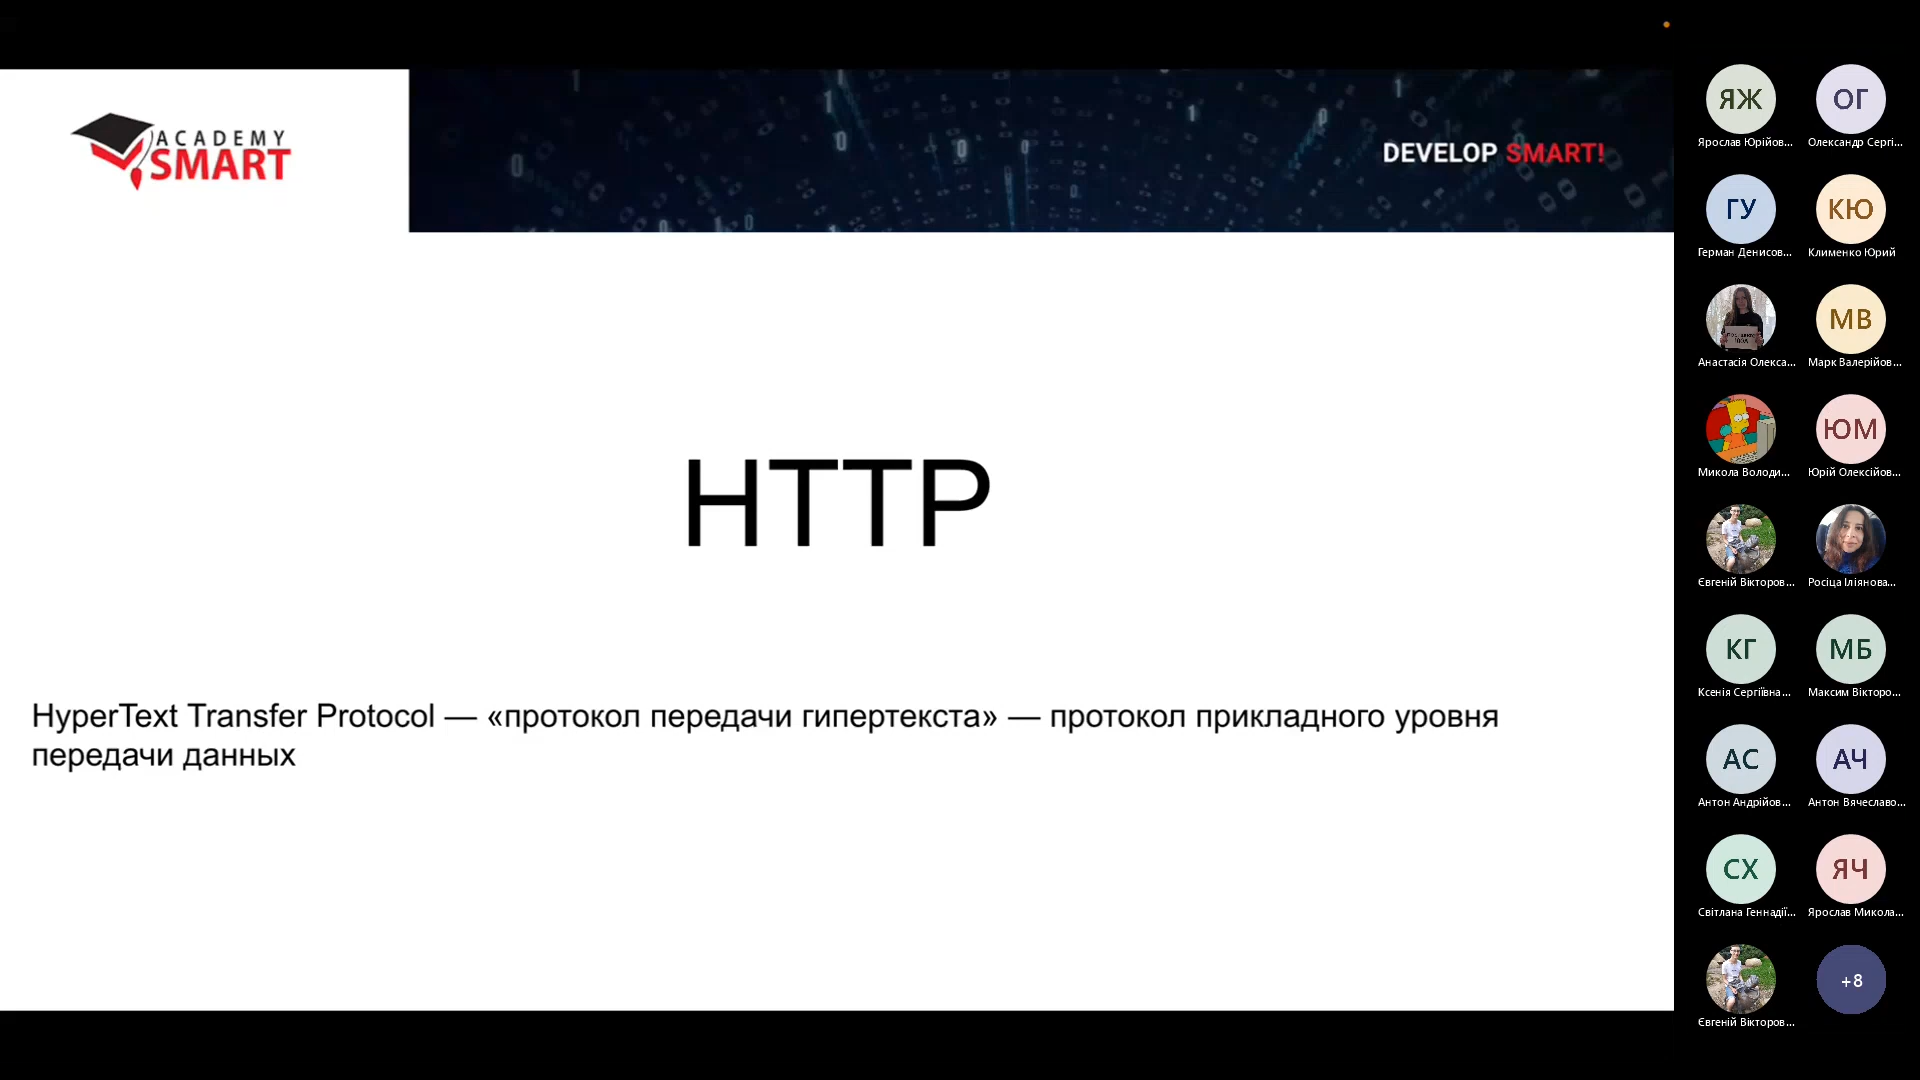 ACADEMY
SMART
DEVELOP SMART!
HTTP
HyperText Transfer Protocol — «протокол передачи гипертекста» — протокол прикладного уровня
передачи данных
ЯЖ
ОГ
Ярослав Юрійов...
Олександр Сергі...
ГУ
КЮ
Герман Денисов...
Клименко Юрий
МВ
Анастасія Олекса...
Марк Валерійов...
ЮМ
Микола Володи...
Юрій Олексійов...
Євгеній Вікторов...
Росіца Іліянова...
КГ
МБ
Ксенія Сергіївна...
Максим Вікторо...
АС
АЧ
Антон Андрійов...
Антон Вячеславо...
СХ
ЯЧ
Світлана Геннадії...
Ярослав Микола...
+8
Євгеній Вікторов...